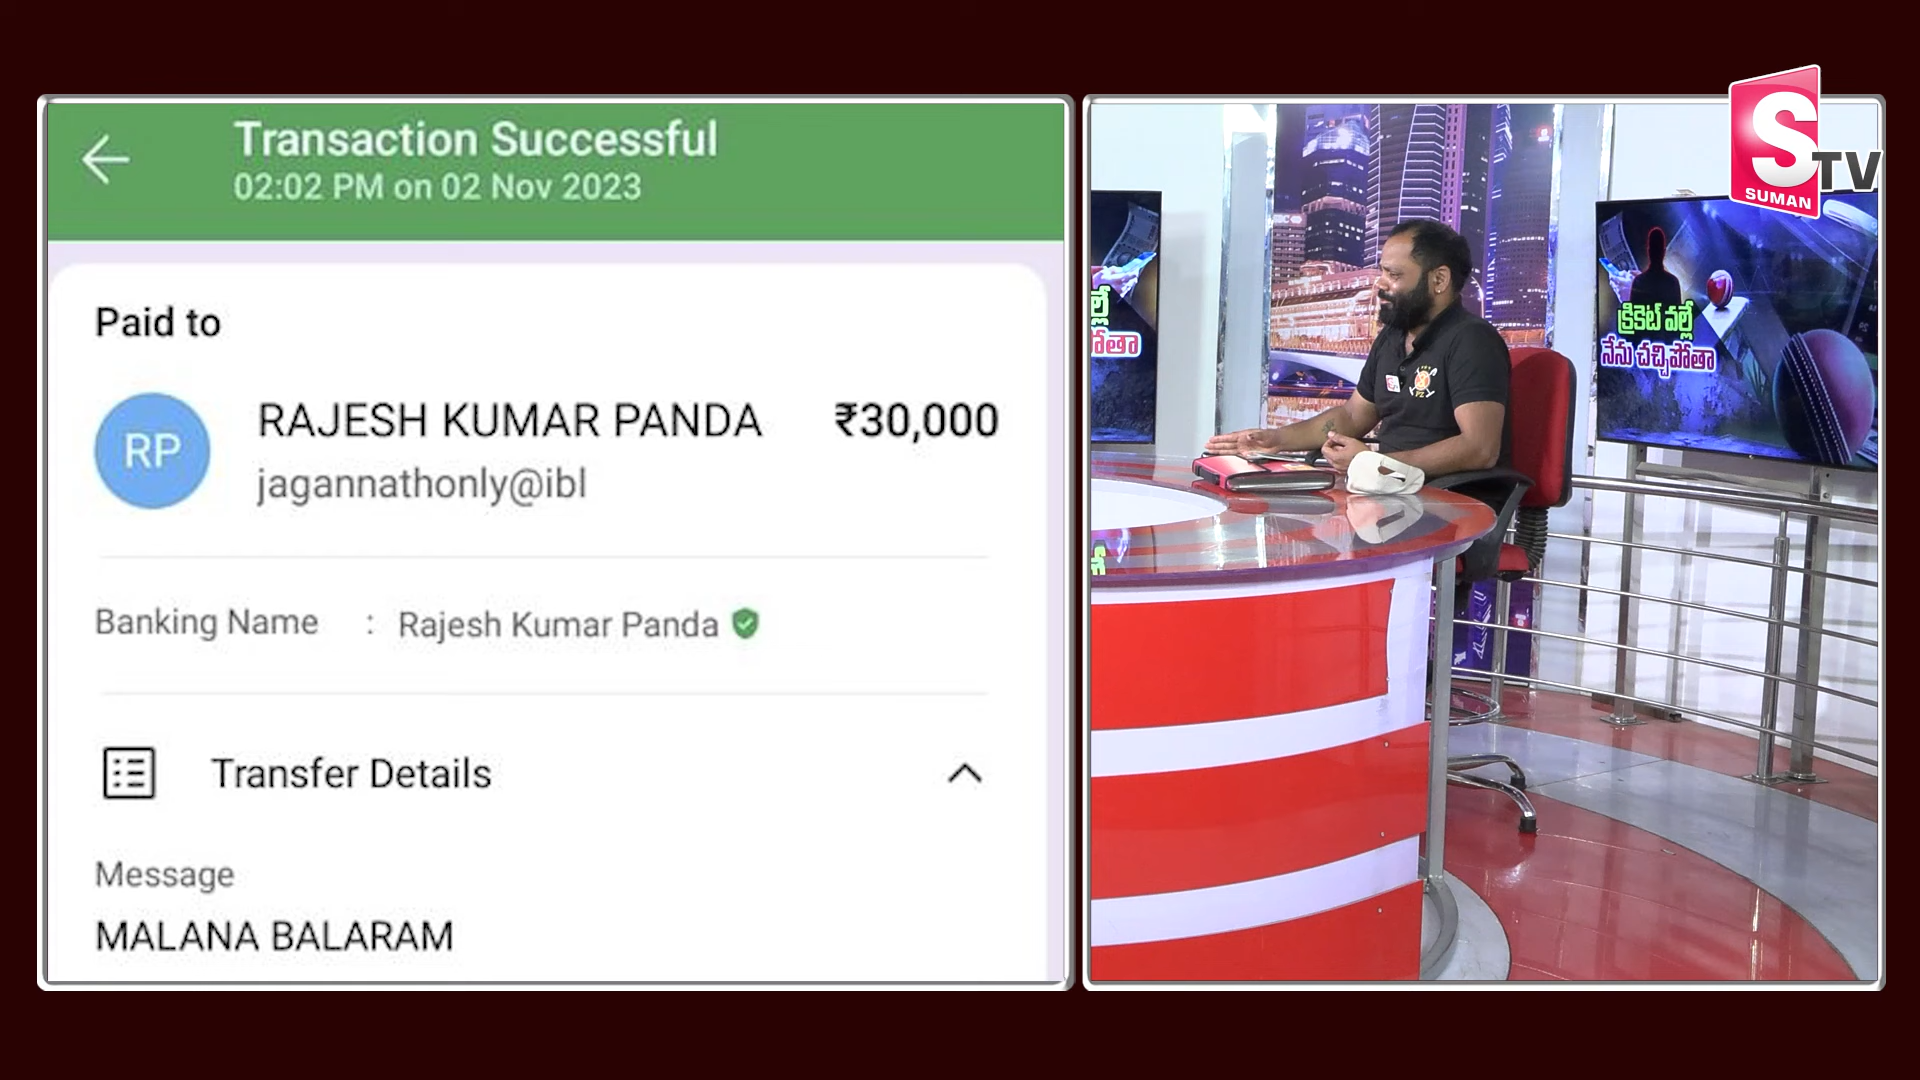 Transaction Successful
02:02 PM on 02 Nov 2023
Paid to
RP
RAJESH KUMAR PANDA
₹30,000
jagannathonly@ibl
Banking Name : Rajesh Kumar Panda
Transfer Details
Message
MALANA BALARAM
S
TV
SUMAN
క్రికెట్ వల్లే
నేను చచ్చిపోతా